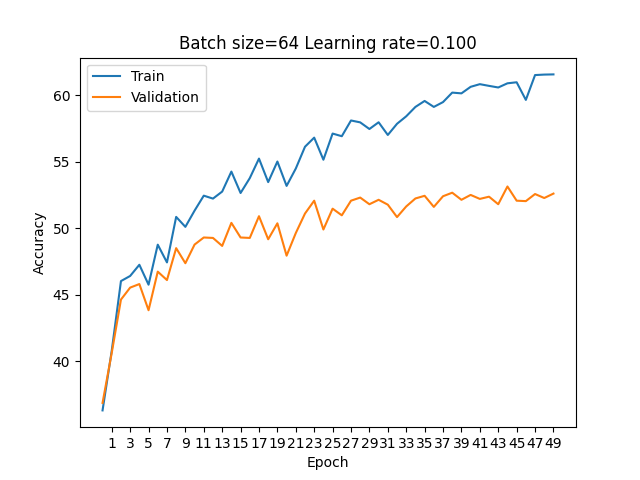 Batch size=64 Learning rate=0.100
Train
Validation
60
55
50
45
40
Accuracy
1 3 5 7 9 11 13 15 17 19 21 23 25 27 29 31 33 35 37 39 41 43 45 47 49
Epoch